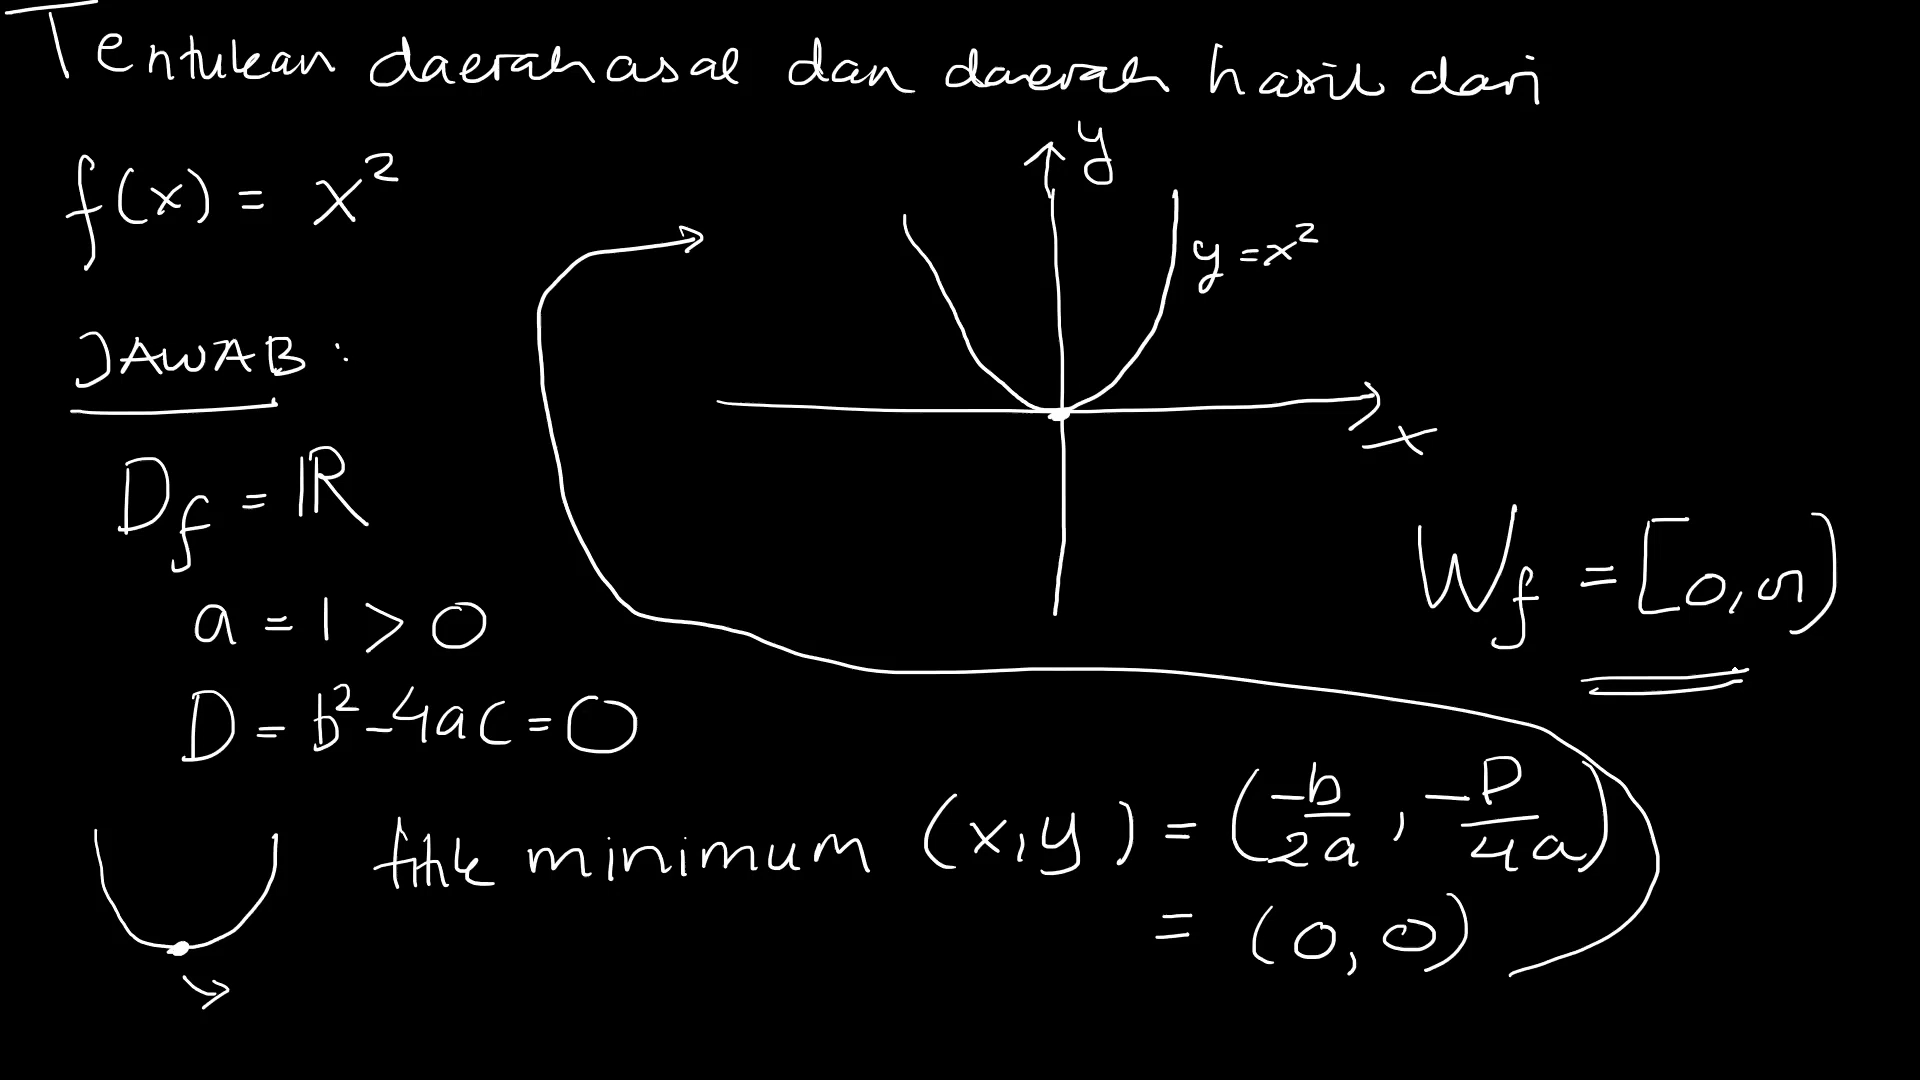 Tentukan daerah asal dan daerah hasil dari
f(x) = x²
y
y = x²
x
JAWAB :
D_f = ℝ
a = 1 > 0
D = b² - 4ac = 0
W_f = [0, ∞)
titik minimum (x, y) = (-b/2a, -D/4a)
= (0, 0)